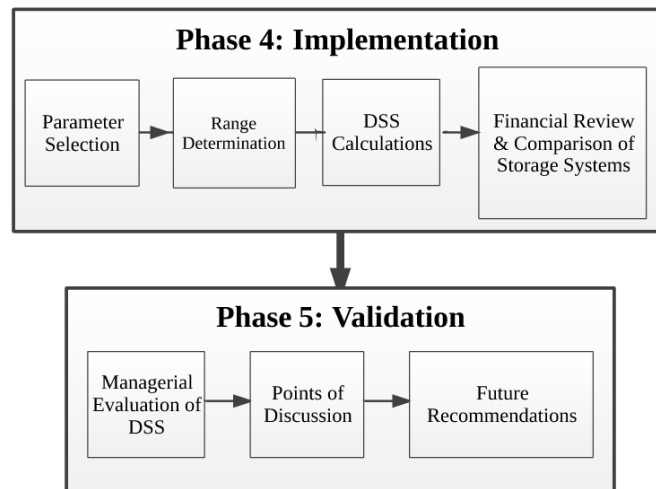 Phase 4: Implementation
Parameter
Selection
Range
Determination
DSS
Calculations
Financial Review
& Comparison of
Storage Systems
Phase 5: Validation
Managerial
Evaluation of
DSS
Points of
Discussion
Future
Recommendations